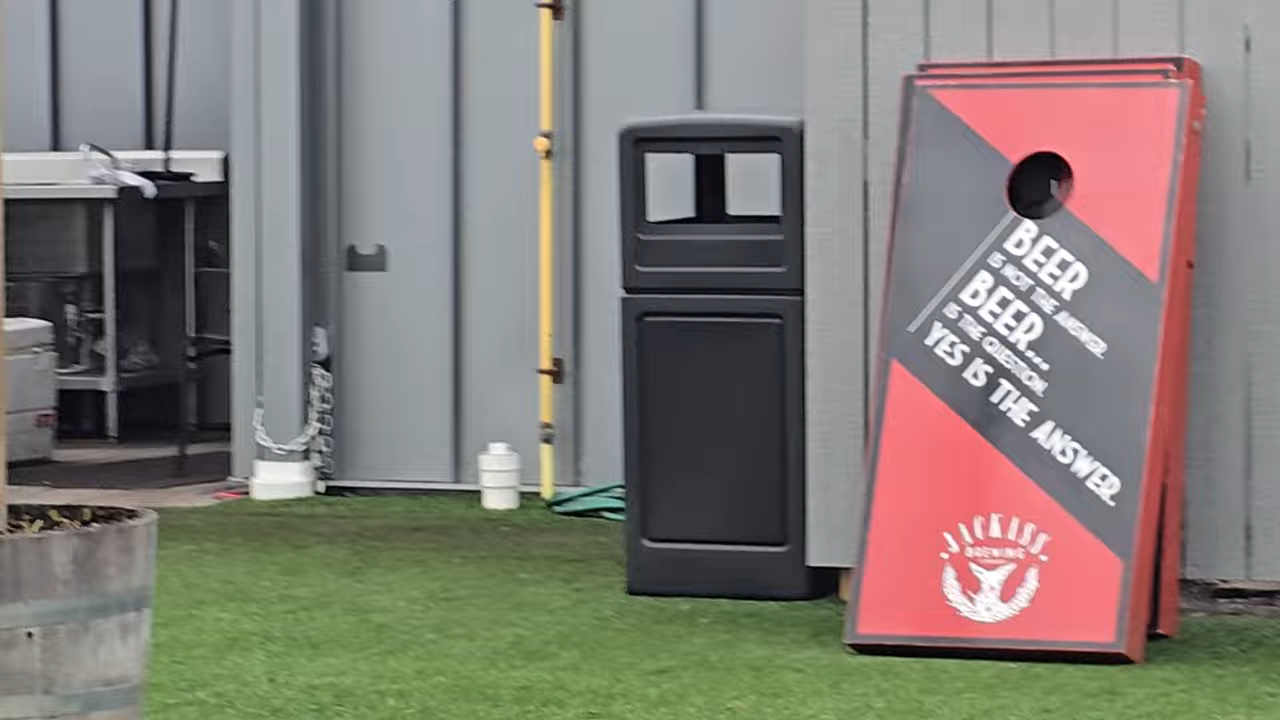 BEER
IS NOT THE ANSWER.
BEER...
IS THE QUESTION.
YES IS THE ANSWER.
JACKASS
BREWING